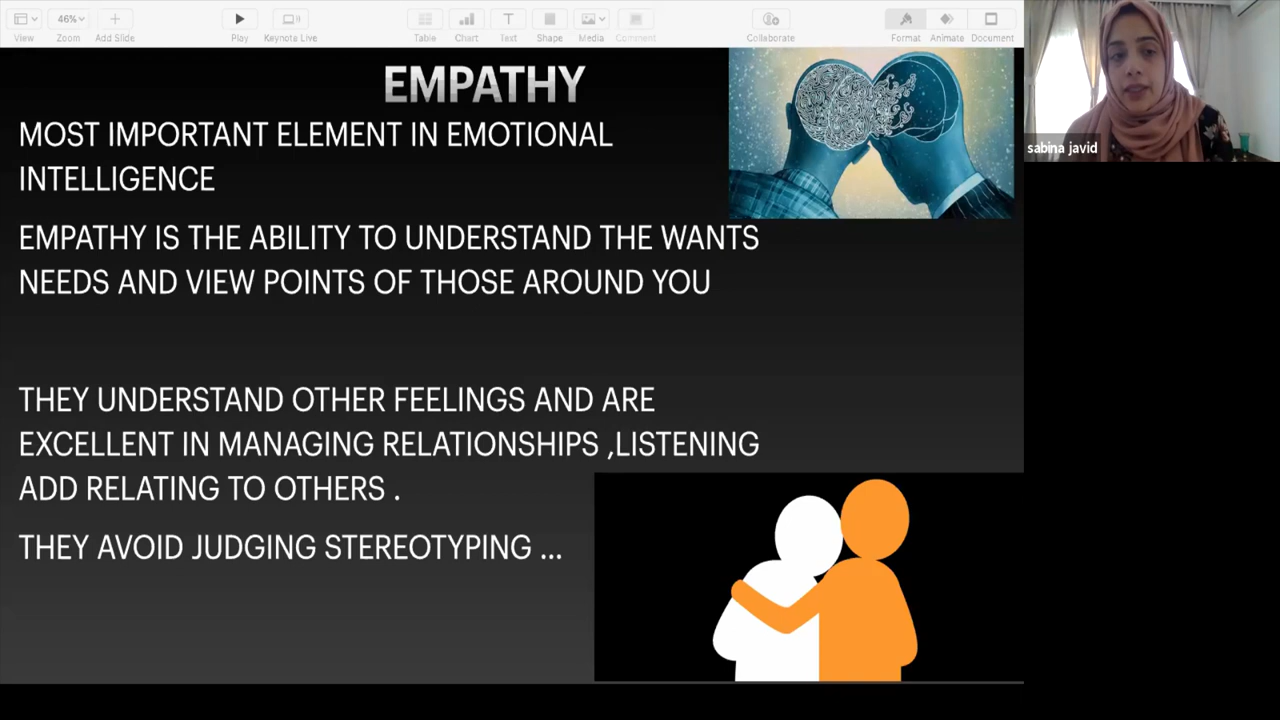 View
Zoom
Add Slide
Play
Keynote Live
Table
Chart
Text
Shape
Media
Comment
Collaborate
Format
Animate
Document
46%
EMPATHY
MOST IMPORTANT ELEMENT IN EMOTIONAL
INTELLIGENCE
EMPATHY IS THE ABILITY TO UNDERSTAND THE WANTS
NEEDS AND VIEW POINTS OF THOSE AROUND YOU
THEY UNDERSTAND OTHER FEELINGS AND ARE
EXCELLENT IN MANAGING RELATIONSHIPS ,LISTENING
ADD RELATING TO OTHERS .
THEY AVOID JUDGING STEREOTYPING ...
sabina javid